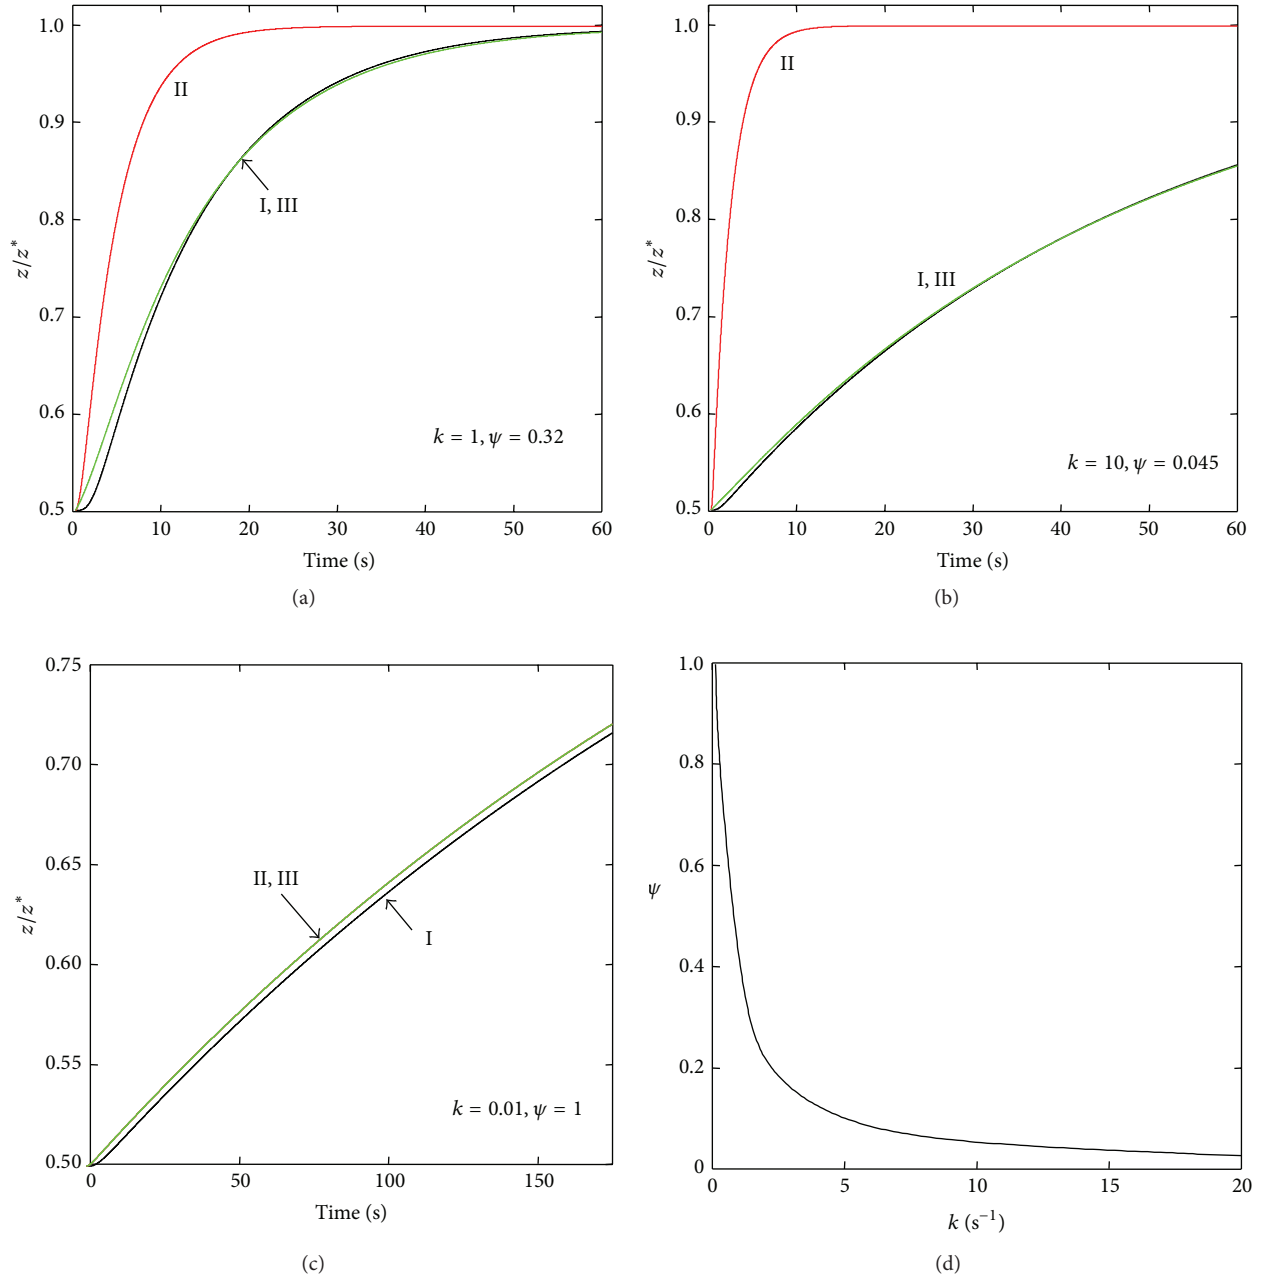 1.0
0.9
0.8
0.7
0.6
0.5
z/z*
II
I, III
k = 1, ψ = 0.32
0 10 20 30 40 50 60
Time (s)
(a)
1.0
0.9
0.8
0.7
0.6
0.5
z/z*
II
I, III
k = 10, ψ = 0.045
0 10 20 30 40 50 60
Time (s)
(b)
0.75
0.70
0.65
0.60
0.55
0.50
z/z*
II, III
I
k = 0.01, ψ = 1
0 50 100 150
Time (s)
(c)
1.0
0.8
0.6
0.4
0.2
0
ψ
0 5 10 15 20
k (s⁻¹)
(d)